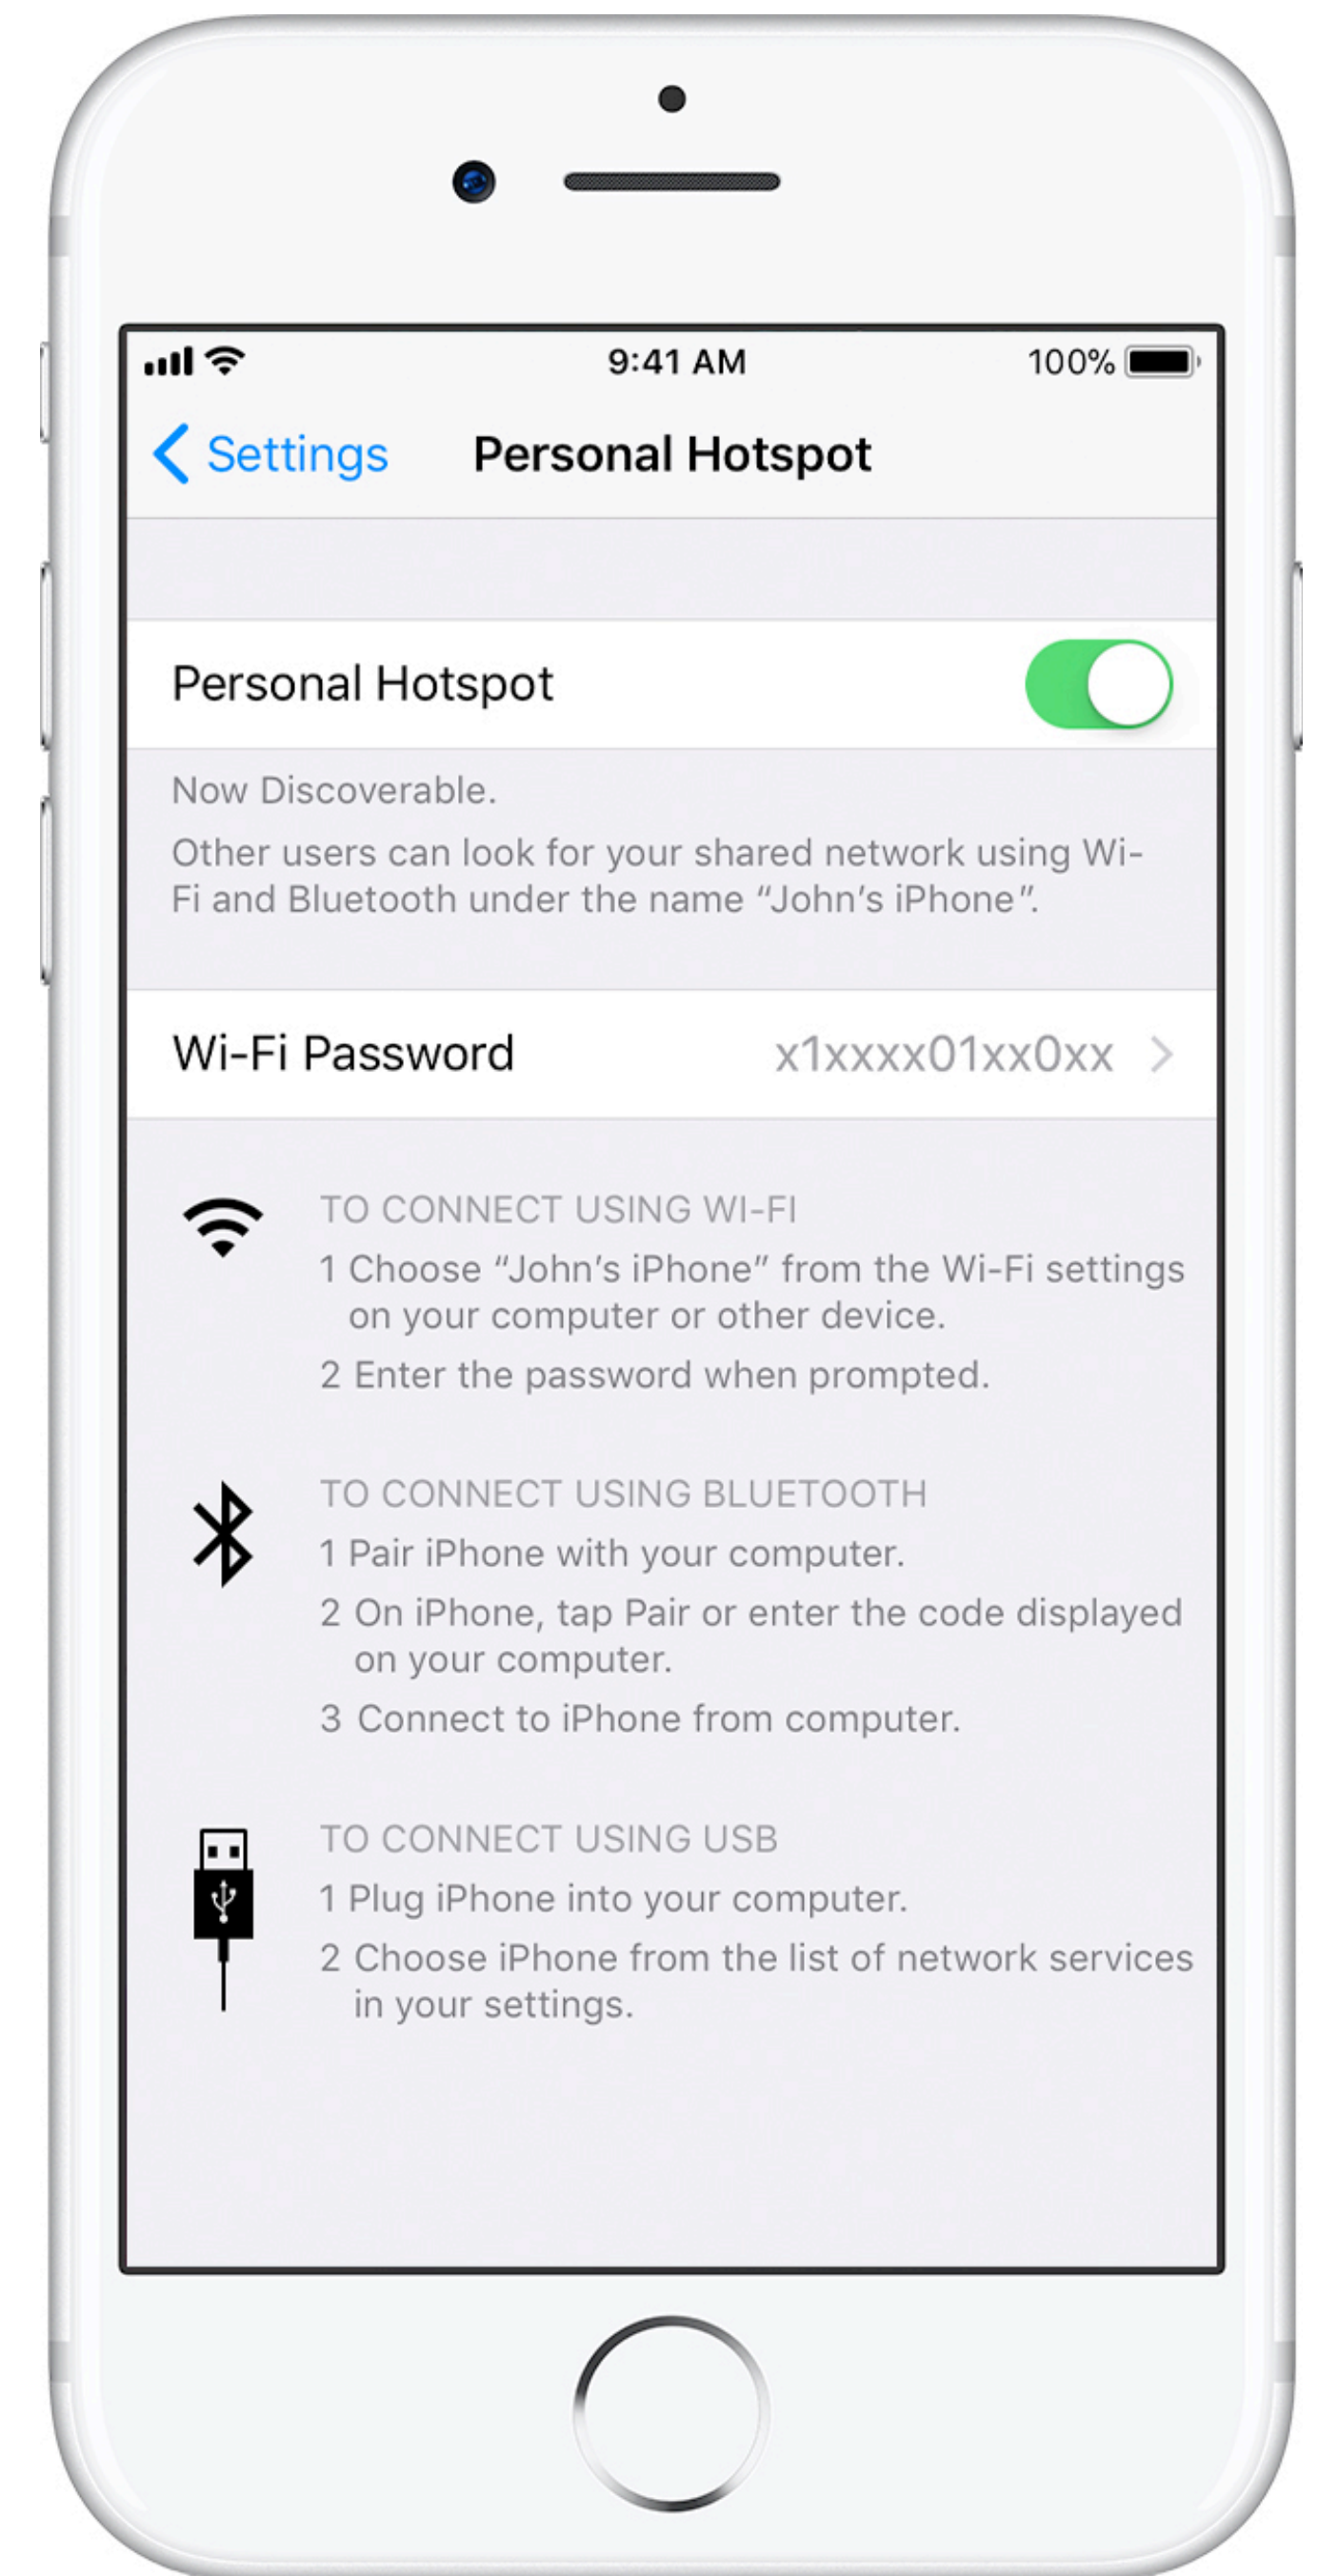 9:41 AM
100%
Settings
Personal Hotspot
Personal Hotspot
Now Discoverable.
Other users can look for your shared network using Wi-
Fi and Bluetooth under the name “John’s iPhone”.
Wi-Fi Password
x1xxxx01xx0xx
TO CONNECT USING WI-FI
1 Choose “John’s iPhone” from the Wi-Fi settings
on your computer or other device.
2 Enter the password when prompted.
TO CONNECT USING BLUETOOTH
1 Pair iPhone with your computer.
2 On iPhone, tap Pair or enter the code displayed
on your computer.
3 Connect to iPhone from computer.
TO CONNECT USING USB
1 Plug iPhone into your computer.
2 Choose iPhone from the list of network services
in your settings.